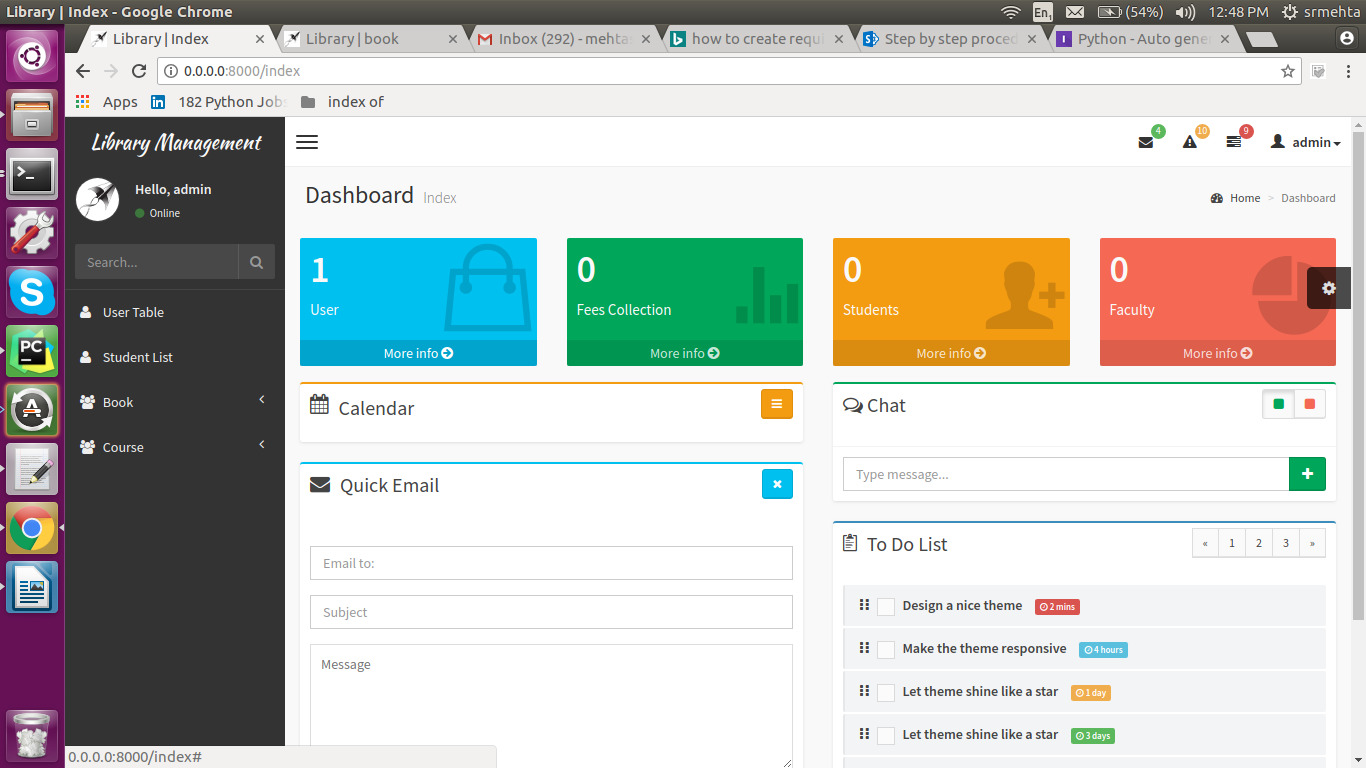 Library | Index - Google Chrome
En1 (54%) 12:48 PM srmehta
Library | Index Library | book Inbox (292) - mehta how to create requi Step by step proced Python - Auto gene
0.0.0.0:8000/index
Apps 182 Python Jobs index of
Library Management
4 10 9 admin
Hello, admin
Online
Search...
User Table
Student List
Book
Course
Dashboard Index
Home > Dashboard
1
User
More info
0
Fees Collection
More info
0
Students
More info
0
Faculty
More info
Calendar
Quick Email
Email to:
Subject
Message
Chat
Type message...
To Do List
« 1 2 3 »
Design a nice theme 2 mins
Make the theme responsive 4 hours
Let theme shine like a star 1 day
Let theme shine like a star 3 days
0.0.0.0:8000/index#